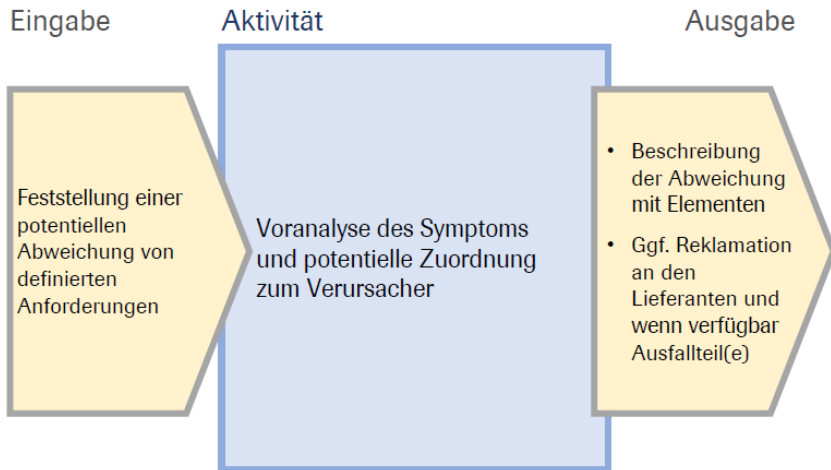 Eingabe
Aktivität
Ausgabe
Feststellung einer
potentiellen
Abweichung von
definierten
Anforderungen
Voranalyse des Symptoms
und potentielle Zuordnung
zum Verursacher
• Beschreibung
der Abweichung
mit Elementen
• Ggf. Reklamation
an den
Lieferanten und
wenn verfügbar
Ausfallteil(e)